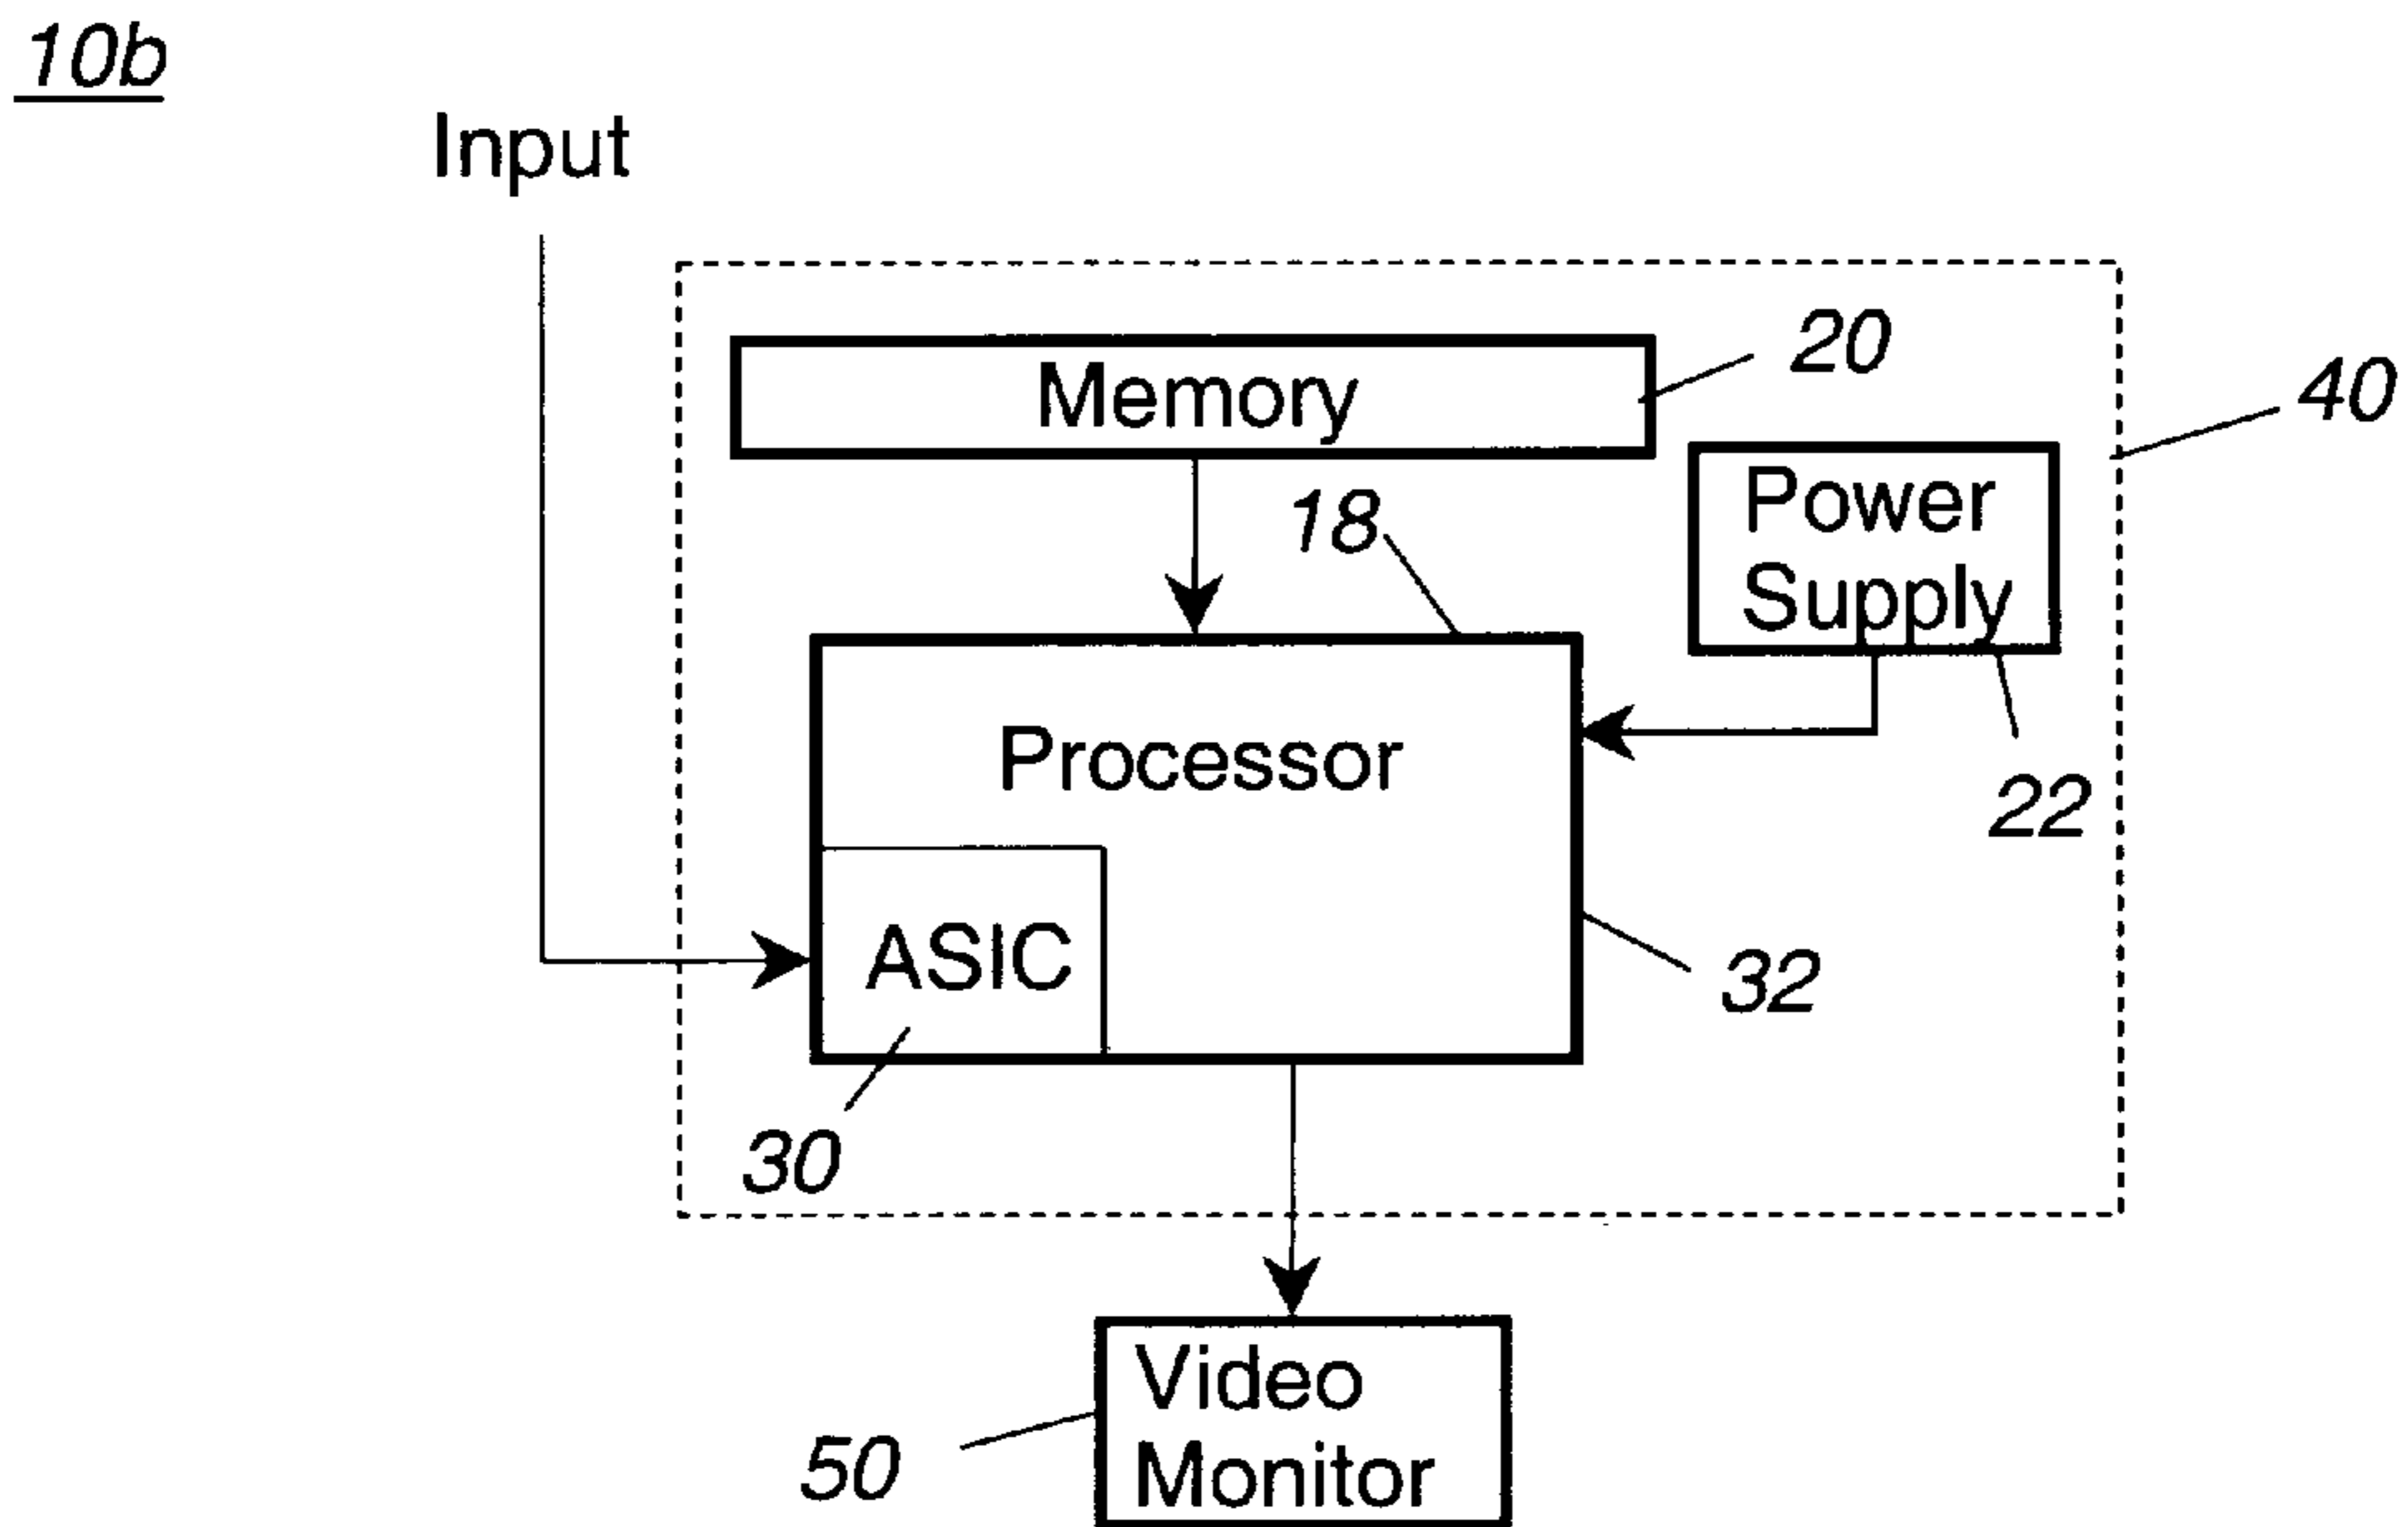 10b
Input
Memory
20
40
Power
Supply
18
22
Processor
ASIC
32
30
Video
Monitor
50